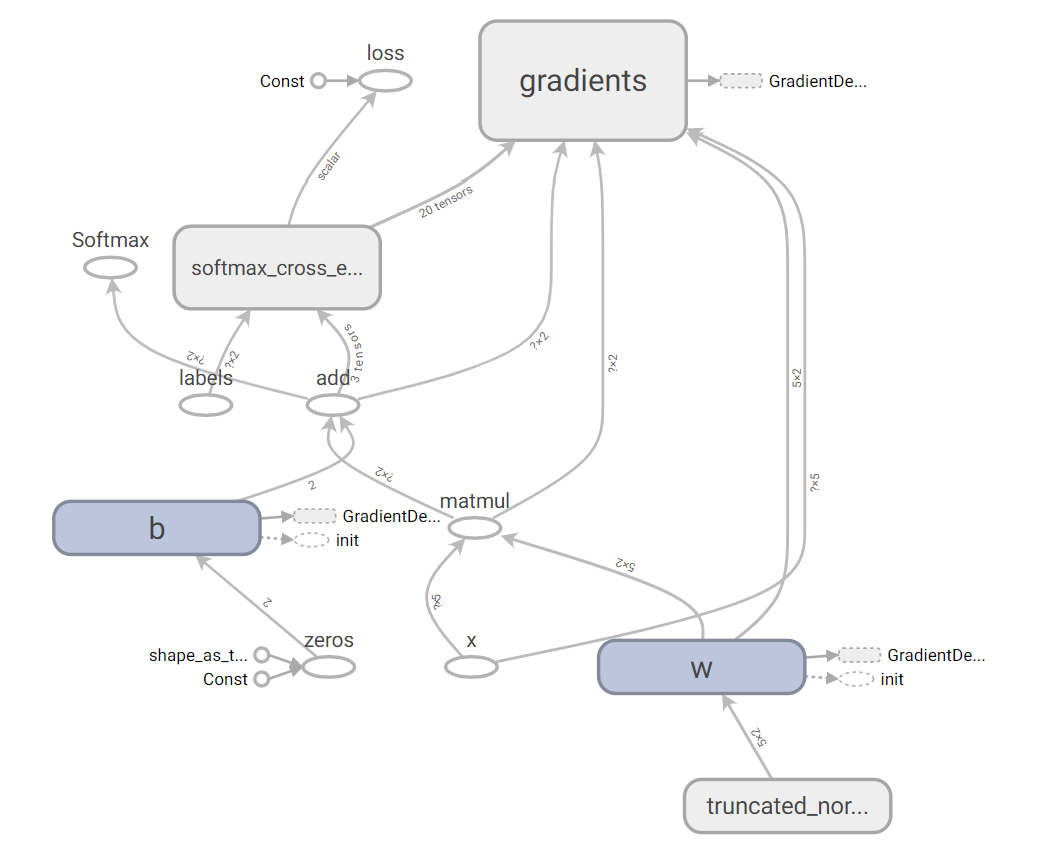 loss
Const
gradients
GradientDe...
scalar
20 tensors
Softmax
softmax_cross_e...
?×2
?×2
3 tensors
?×2
?×2
labels
add
5×2
?×2
2
?×5
matmul
b
GradientDe...
init
5×2
2
?×5
zeros
x
shape_as_t...
Const
w
GradientDe...
init
5×2
truncated_nor...